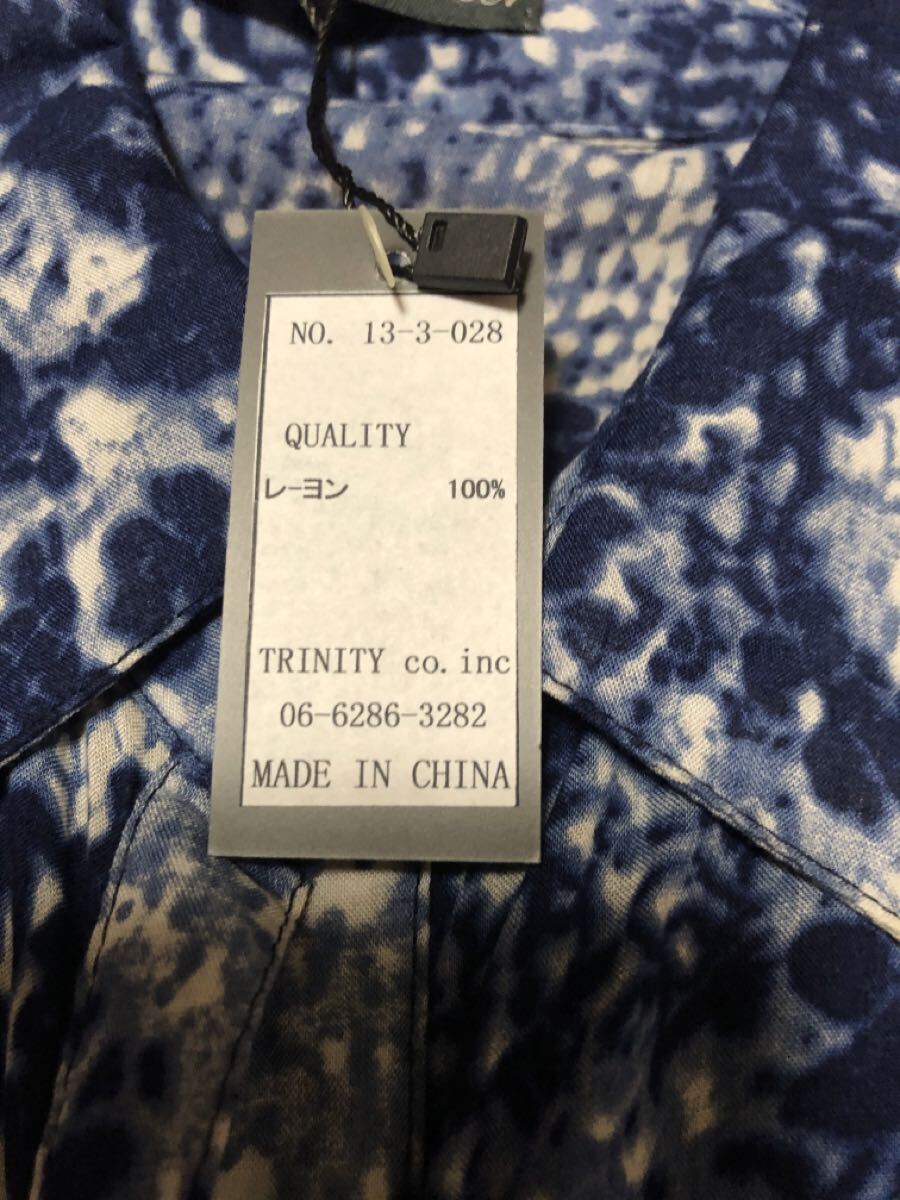 NO. 13-3-028
QUALITY
レーヨン 100%
TRINITY co. inc
06-6286-3282
MADE IN CHINA